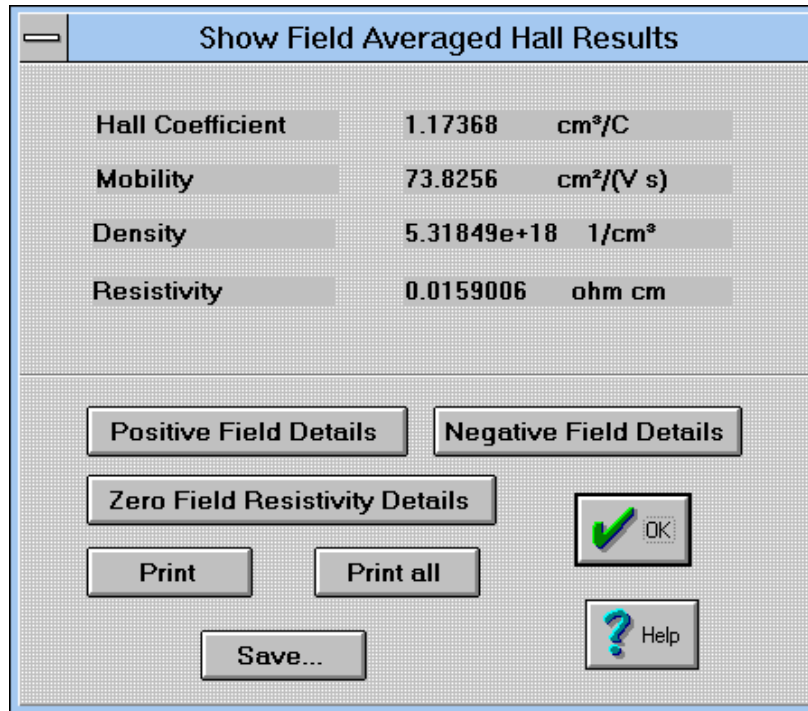 Show Field Averaged Hall Results
Hall Coefficient 1.17368 cm³/C
Mobility 73.8256 cm²/(V s)
Density 5.31849e+18 1/cm³
Resistivity 0.0159006 ohm cm
Positive Field Details Negative Field Details
Zero Field Resistivity Details
OK
Print Print all
Help
Save...